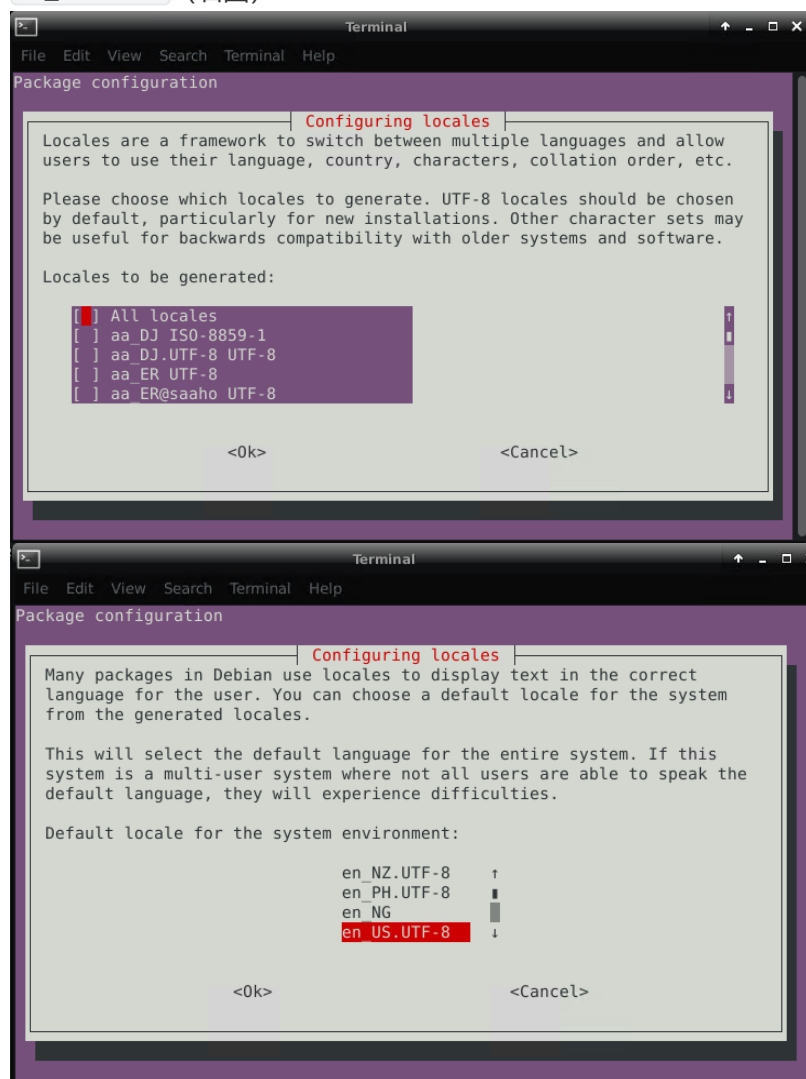 Terminal
File Edit View Search Terminal Help
Package configuration
Configuring locales
Locales are a framework to switch between multiple languages and allow
users to use their language, country, characters, collation order, etc.
Please choose which locales to generate. UTF-8 locales should be chosen
by default, particularly for new installations. Other character sets may
be useful for backwards compatibility with older systems and software.
Locales to be generated:
[ ] All locales
[ ] aa_DJ ISO-8859-1
[ ] aa_DJ.UTF-8 UTF-8
[ ] aa_ER UTF-8
[ ] aa_ER@saaho UTF-8
<Ok> <Cancel>
Terminal
File Edit View Search Terminal Help
Package configuration
Configuring locales
Many packages in Debian use locales to display text in the correct
language for the user. You can choose a default locale for the system
from the generated locales.
This will select the default language for the entire system. If this
system is a multi-user system where not all users are able to speak the
default language, they will experience difficulties.
Default locale for the system environment:
en_NZ.UTF-8
en_PH.UTF-8
en_NG
en_US.UTF-8
<Ok> <Cancel>